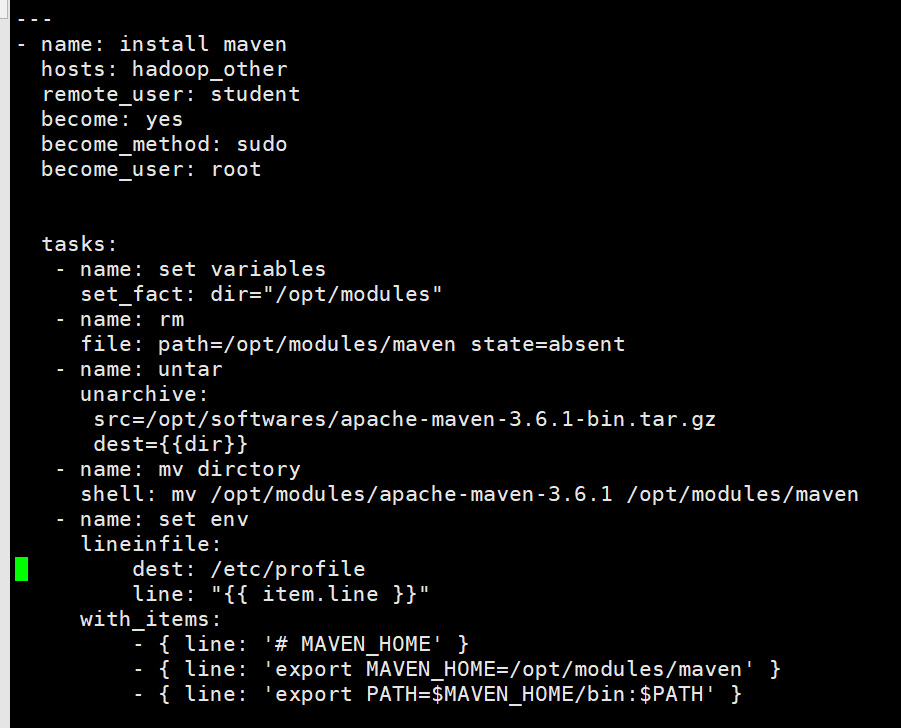 ---
- name: install maven
  hosts: hadoop_other
  remote_user: student
  become: yes
  become_method: sudo
  become_user: root


  tasks:
   - name: set variables
     set_fact: dir="/opt/modules"
   - name: rm
     file: path=/opt/modules/maven state=absent
   - name: untar
     unarchive:
      src=/opt/softwares/apache-maven-3.6.1-bin.tar.gz
      dest={{dir}}
   - name: mv dirctory
     shell: mv /opt/modules/apache-maven-3.6.1 /opt/modules/maven
   - name: set env
     lineinfile:
         dest: /etc/profile
         line: "{{ item.line }}"
     with_items:
         - { line: '# MAVEN_HOME' }
         - { line: 'export MAVEN_HOME=/opt/modules/maven' }
         - { line: 'export PATH=$MAVEN_HOME/bin:$PATH' }